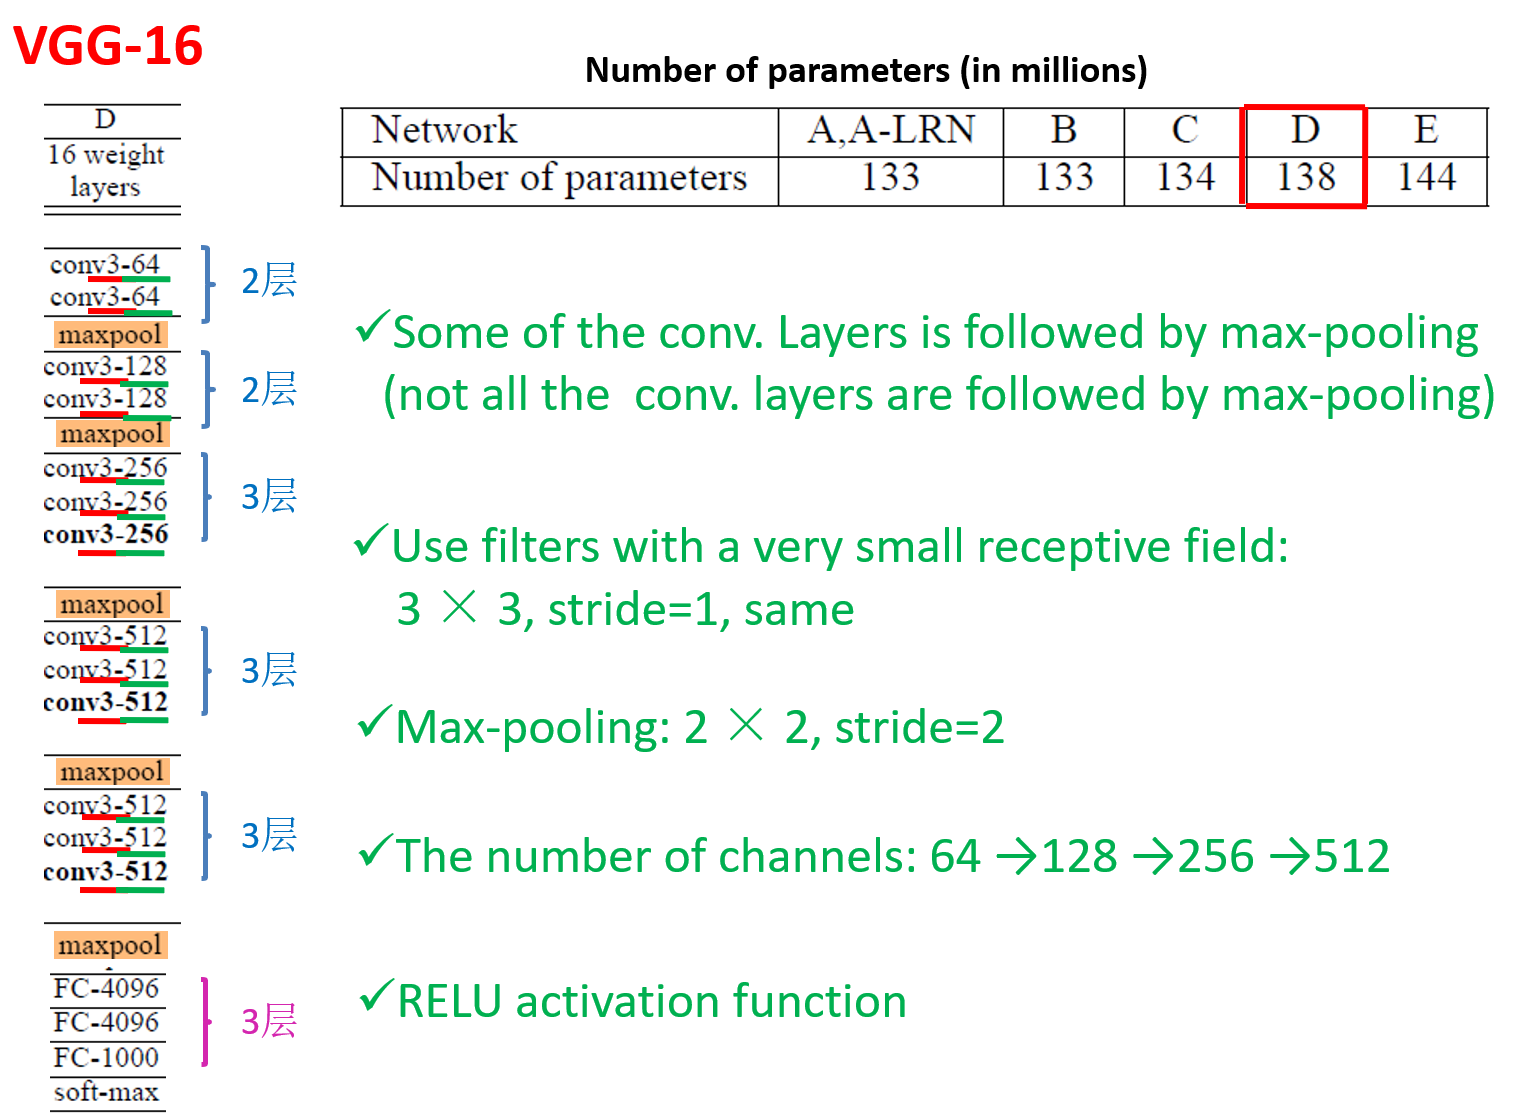 VGG-16
Number of parameters (in millions)
Network A,A-LRN B C D E
Number of parameters 133 133 134 138 144
D
16 weight
layers
conv3-64
conv3-64
2层
maxpool
conv3-128
conv3-128
2层
maxpool
conv3-256
conv3-256
conv3-256
3层
maxpool
conv3-512
conv3-512
conv3-512
3层
maxpool
conv3-512
conv3-512
conv3-512
3层
maxpool
FC-4096
FC-4096
FC-1000
3层
soft-max
✓Some of the conv. Layers is followed by max-pooling
(not all the conv. layers are followed by max-pooling)
✓Use filters with a very small receptive field:
3 × 3, stride=1, same
✓Max-pooling: 2 × 2, stride=2
✓The number of channels: 64 →128 →256 →512
✓RELU activation function